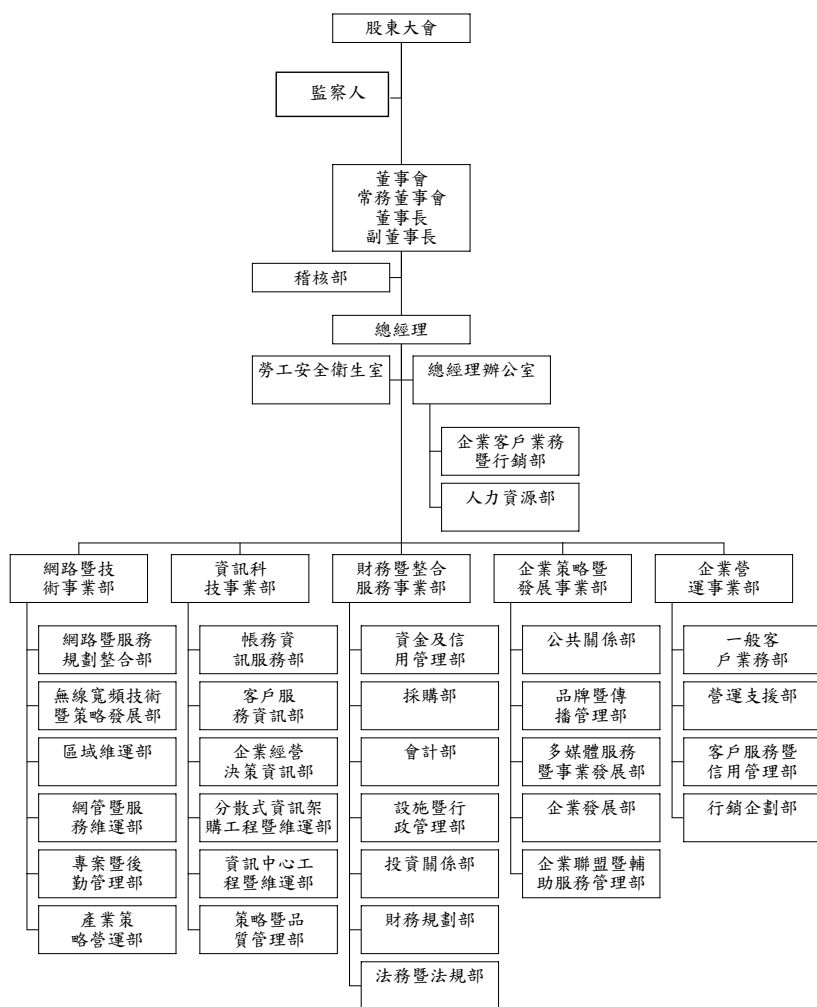 股東大會
監察人
董事會
常務董事會
董事長
副董事長
稽核部
總經理
勞工安全衛生室
總經理辦公室
企業客戶業務
暨行銷部
人力資源部
網路暨技
術事業部
網路暨服務
規劃整合部
無線寬頻技術
暨策略發展部
區域維運部
網管暨服
務維運部
專案暨後
勤管理部
產業策
略營運部
資訊科
技事業部
帳務資
訊服務部
客戶服
務資訊部
企業經營
決策資訊部
分散式資訊架
購工程暨維運部
資訊中心工
程暨維運部
策略暨品
質管理部
財務暨整合
服務事業部
資金及信
用管理部
採購部
會計部
設施暨行
政管理部
投資關係部
財務規劃部
法務暨法規部
企業策略暨
發展事業部
公共關係部
品牌暨傳
播管理部
多媒體服務
暨事業發展部
企業發展部
企業聯盟暨輔
助服務管理部
企業營
運事業部
一般客
戶業務部
營運支援部
客戶服務暨
信用管理部
行銷企劃部